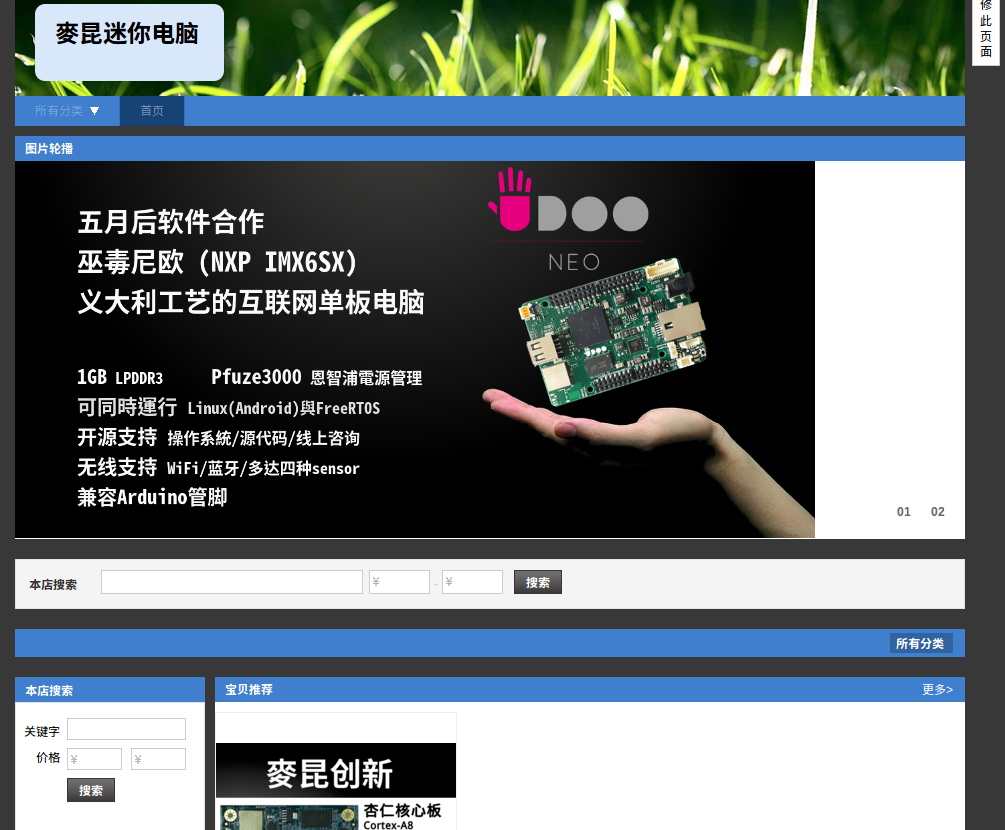 麥昆迷你电脑
修
此
页
面
所有分类 ▼ 首页
图片轮播
UDOO
NEO
五月后软件合作
巫毒尼欧 (NXP IMX6SX)
义大利工艺的互联网单板电脑
1GB LPDDR3 Pfuze3000 恩智浦電源管理
可同時運行 Linux(Android)與FreeRTOS
开源支持 操作系統/源代码/线上咨询
无线支持 WiFi/蓝牙/多达四种sensor
兼容Arduino管脚
01 02
本店搜索 ¥ - ¥ 搜索
所有分类
本店搜索
关键字
价格 ¥ ¥
搜索
宝贝推荐 更多>
麥昆创新
杏仁核心板
Cortex-A8